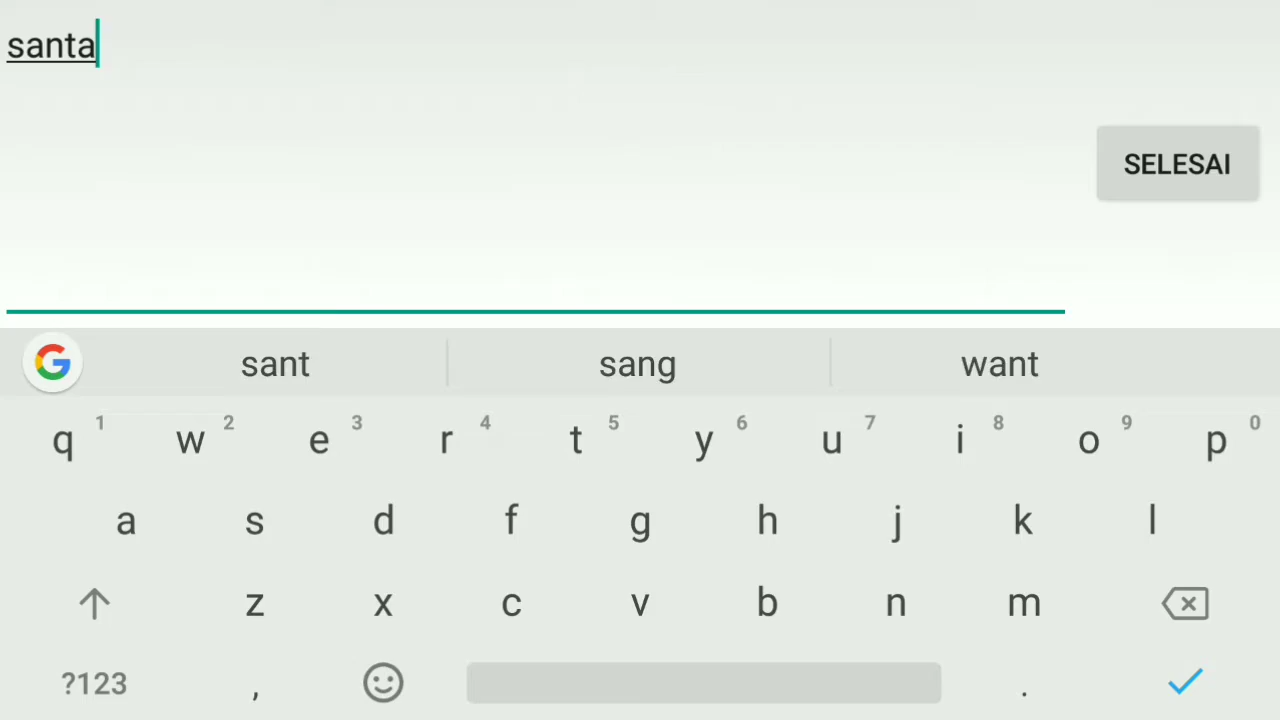 santa
SELESAI
sant sang want
q 1 w 2 e 3 r 4 t 5 y 6 u 7 i 8 o 9 p 0
a s d f g h j k l
z x c v b n m
?123 , .